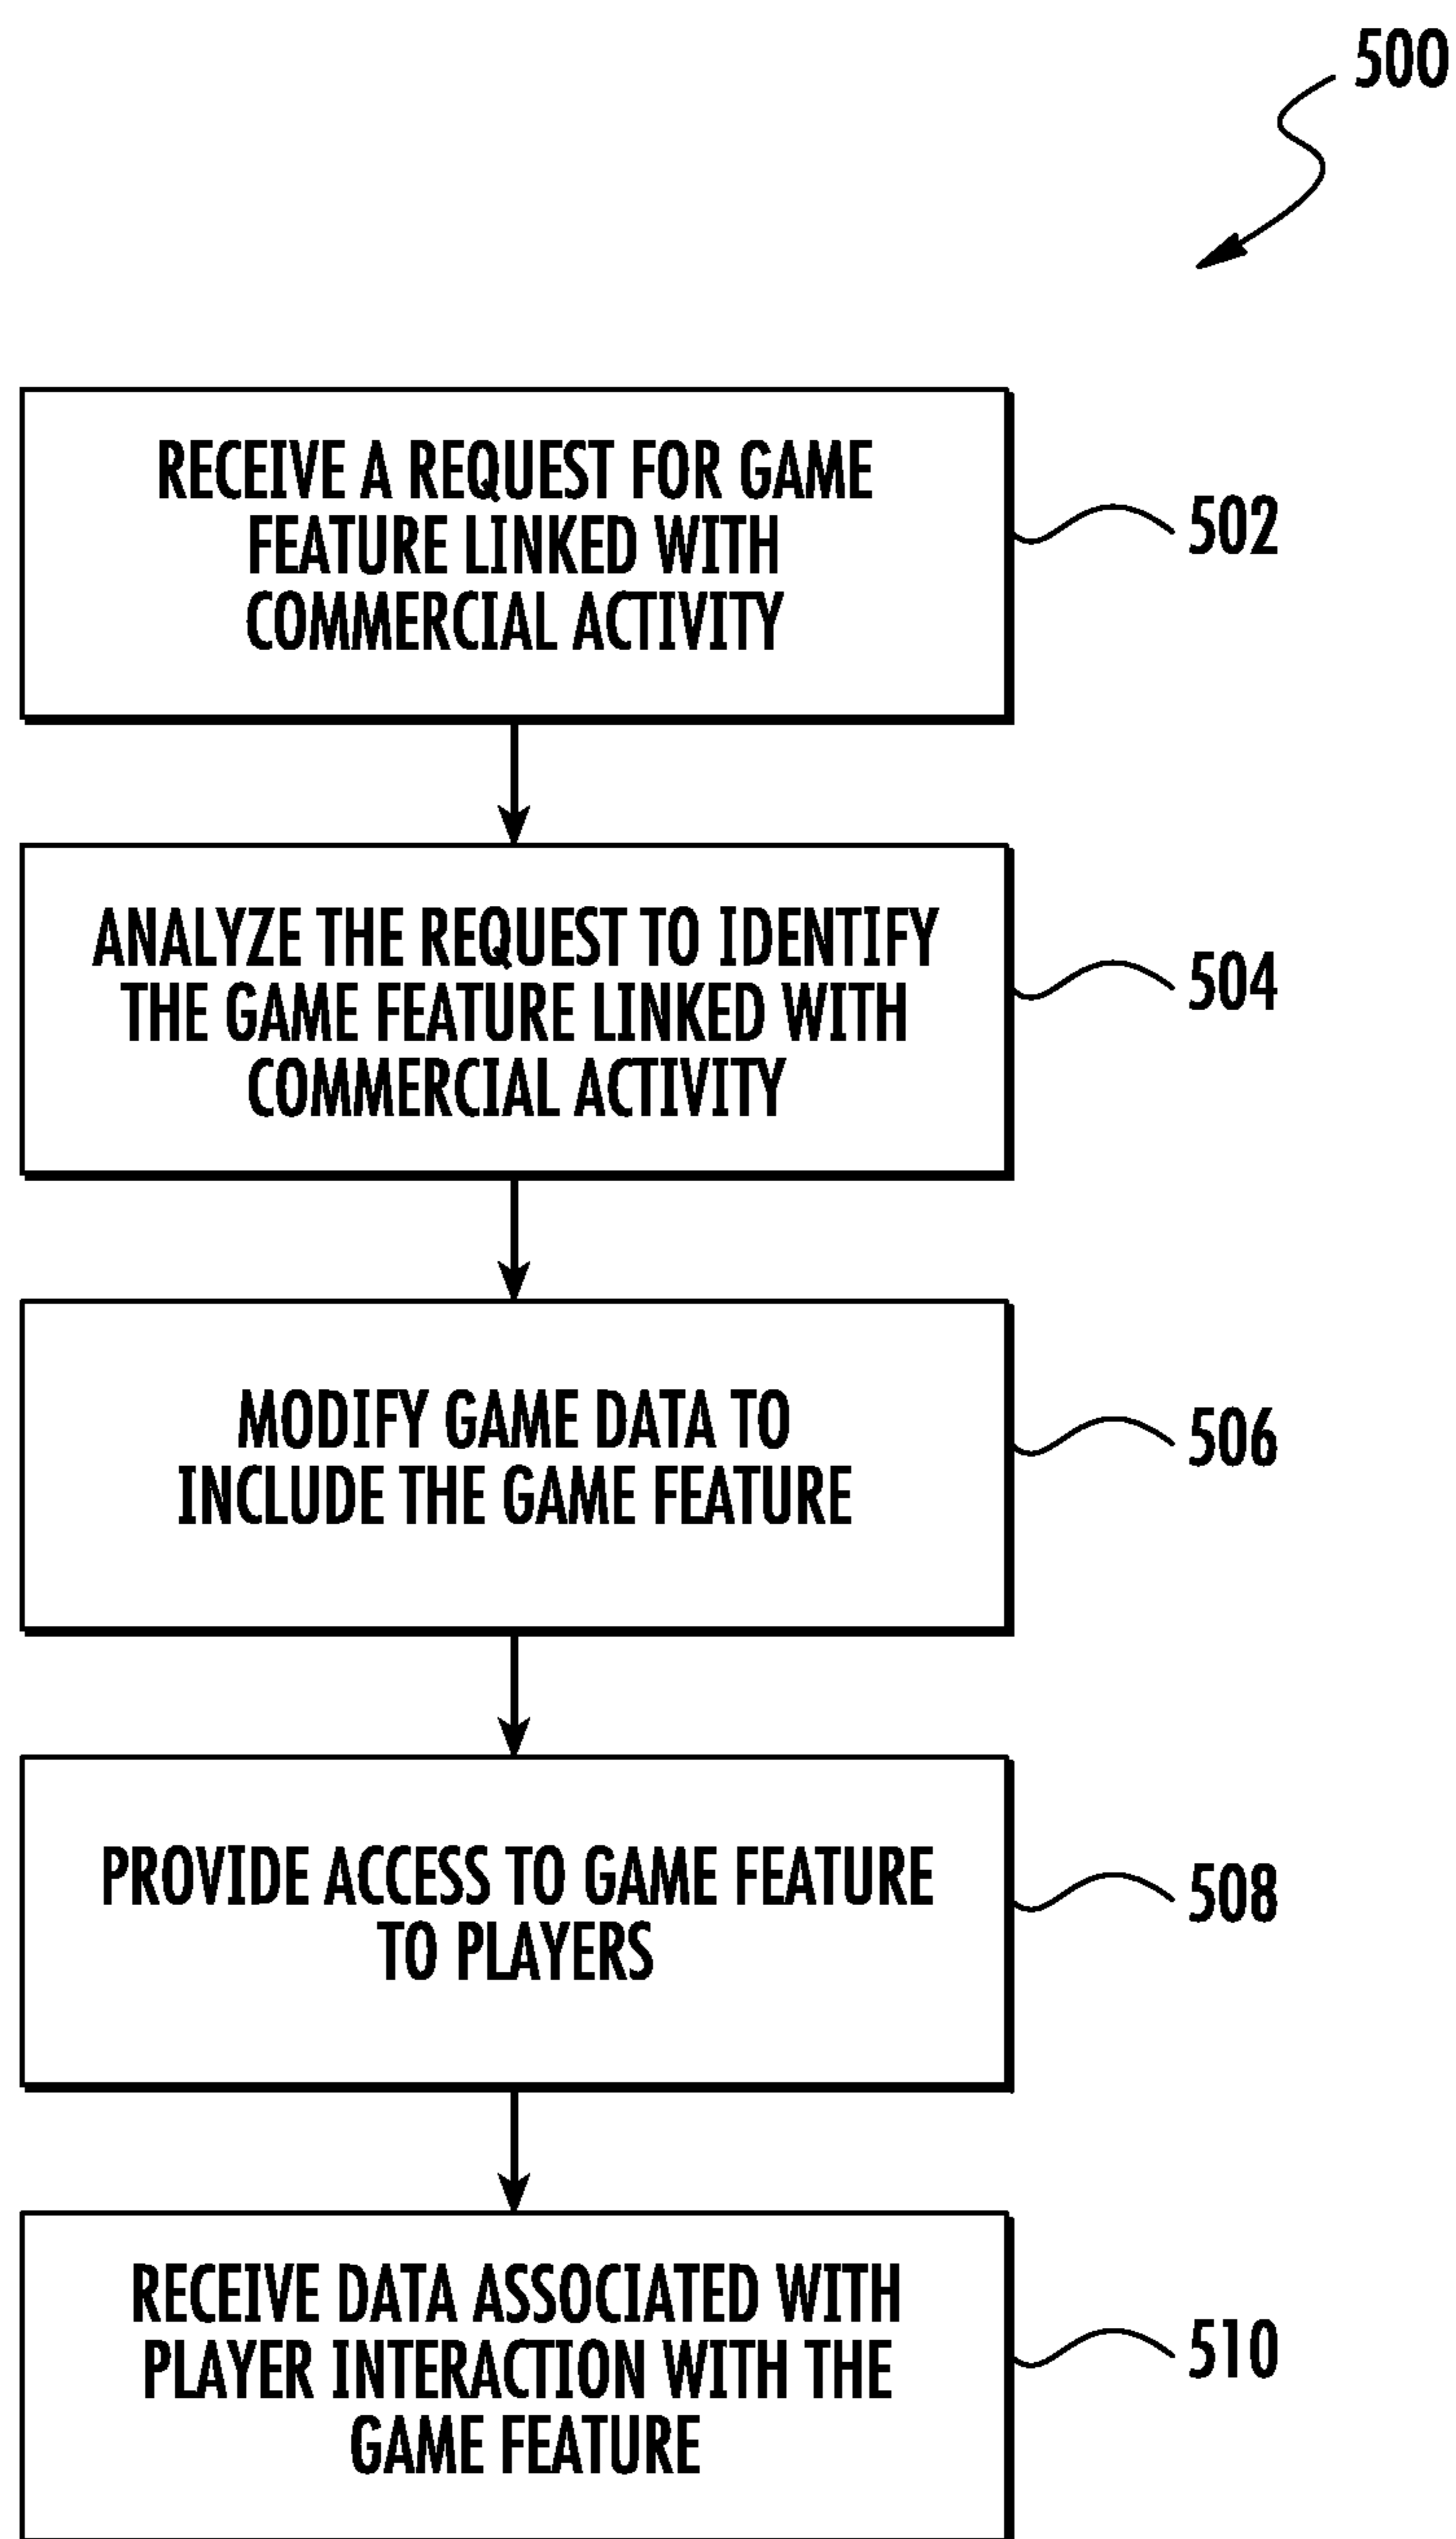 500
RECEIVE A REQUEST FOR GAME
FEATURE LINKED WITH
COMMERCIAL ACTIVITY
502
ANALYZE THE REQUEST TO IDENTIFY
THE GAME FEATURE LINKED WITH
COMMERCIAL ACTIVITY
504
MODIFY GAME DATA TO
INCLUDE THE GAME FEATURE
506
PROVIDE ACCESS TO GAME FEATURE
TO PLAYERS
508
RECEIVE DATA ASSOCIATED WITH
PLAYER INTERACTION WITH THE
GAME FEATURE
510